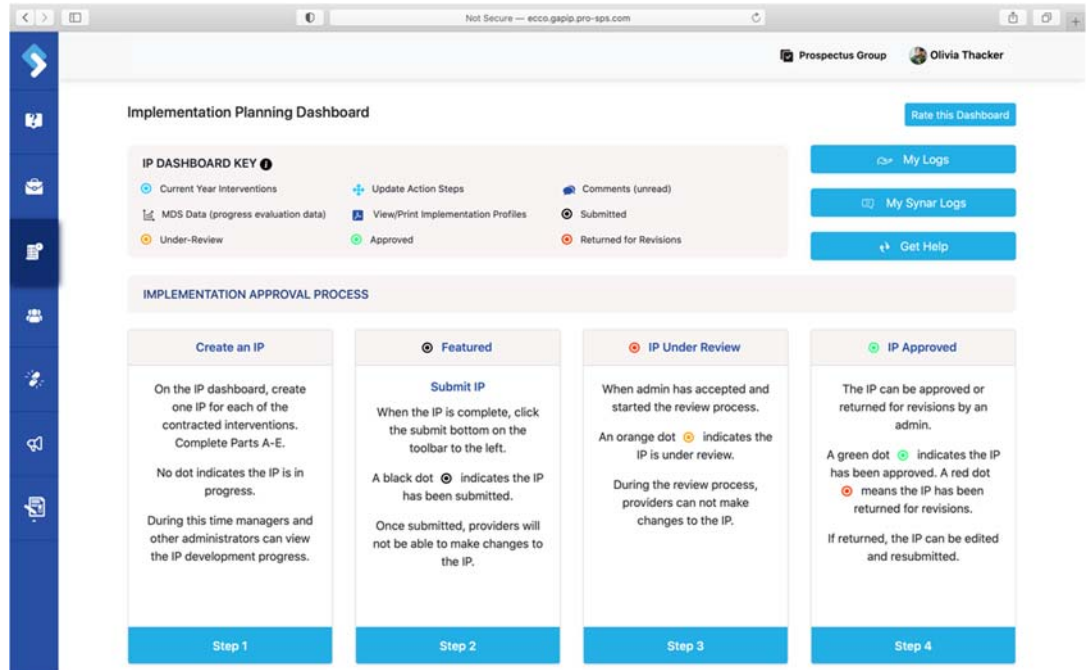 Not Secure — ecco.gapip.pro-sps.com
Prospectus Group
Olivia Thacker
Implementation Planning Dashboard
Rate this Dashboard
IP DASHBOARD KEY
Current Year Interventions
Update Action Steps
Comments (unread)
MDS Data (progress evaluation data)
View/Print Implementation Profiles
Submitted
Under-Review
Approved
Returned for Revisions
My Logs
My Synar Logs
Get Help
IMPLEMENTATION APPROVAL PROCESS
Create an IP
On the IP dashboard, create
one IP for each of the
contracted interventions.
Complete Parts A-E.
No dot indicates the IP is in
progress.
During this time managers and
other administrators can view
the IP development progress.
Step 1
Featured
Submit IP
When the IP is complete, click
the submit bottom on the
toolbar to the left.
A black dot indicates the IP
has been submitted.
Once submitted, providers will
not be able to make changes to
the IP.
Step 2
IP Under Review
When admin has accepted and
started the review process.
An orange dot indicates the
IP is under review.
During the review process,
providers can not make
changes to the IP.
Step 3
IP Approved
The IP can be approved or
returned for revisions by an
admin.
A green dot indicates the IP
has been approved. A red dot
means the IP has been
returned for revisions.
If returned, the IP can be edited
and resubmitted.
Step 4